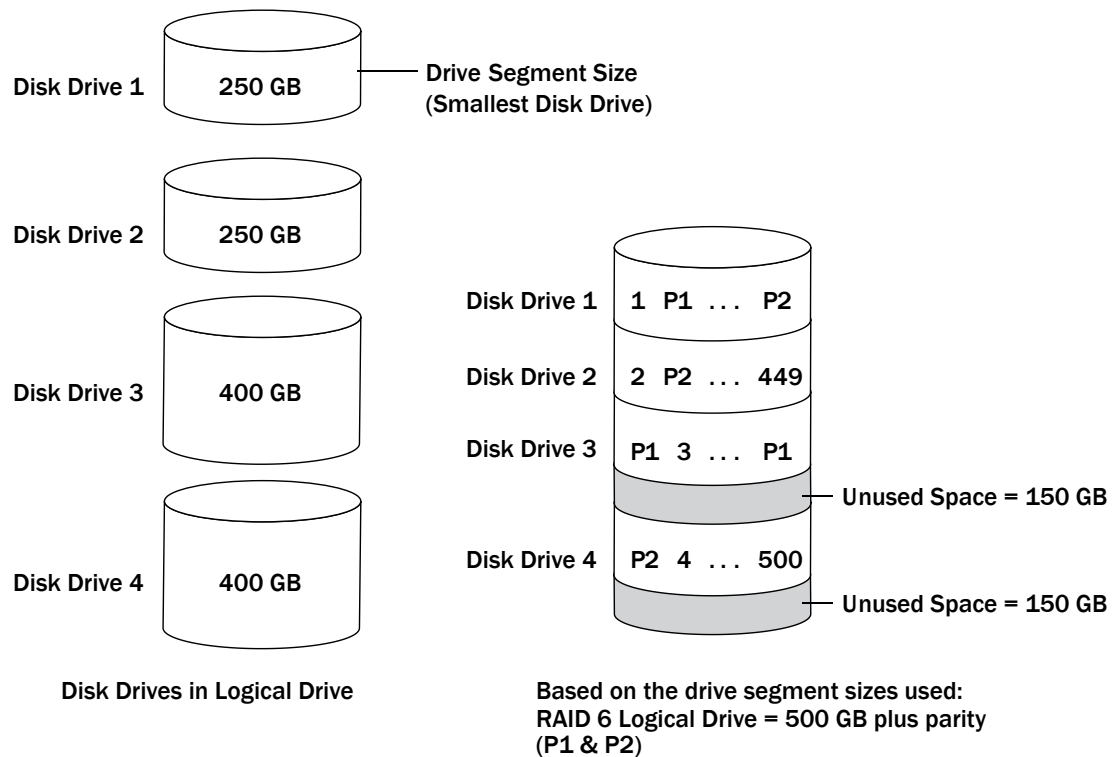 Disk Drive 1
250 GB
Drive Segment Size
(Smallest Disk Drive)
Disk Drive 2
250 GB
Disk Drive 3
400 GB
Disk Drive 4
400 GB
Disk Drives in Logical Drive
Disk Drive 1
1 P1 ... P2
Disk Drive 2
2 P2 ... 449
Disk Drive 3
P1 3 ... P1
Unused Space = 150 GB
Disk Drive 4
P2 4 ... 500
Unused Space = 150 GB
Based on the drive segment sizes used:
RAID 6 Logical Drive = 500 GB plus parity
(P1 & P2)